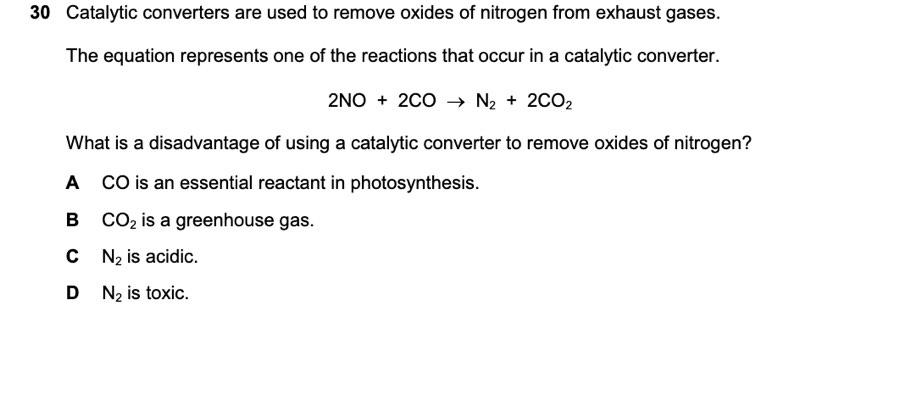 30 Catalytic converters are used to remove oxides of nitrogen from exhaust gases.
The equation represents one of the reactions that occur in a catalytic converter.
2NO + 2CO → N₂ + 2CO₂
What is a disadvantage of using a catalytic converter to remove oxides of nitrogen?
A CO is an essential reactant in photosynthesis.
B CO₂ is a greenhouse gas.
C N₂ is acidic.
D N₂ is toxic.